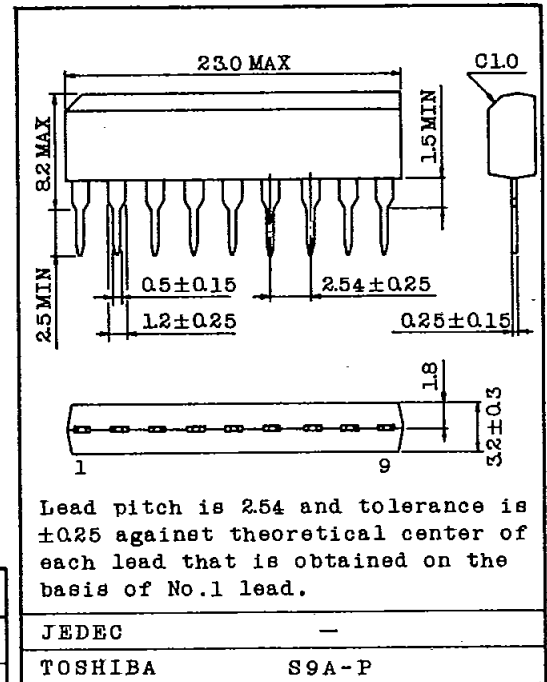 23.0 MAX
C1.0
8.2 MAX
1.5 MIN
2.5 MIN
0.5±0.15
2.54±0.25
1.2±0.25
0.25±0.15
1.8
3.2±0.3
1
9
Lead pitch is 2.54 and tolerance is
±0.25 against theoretical center of
each lead that is obtained on the
basis of No.1 lead.
JEDEC —
TOSHIBA S9A-P